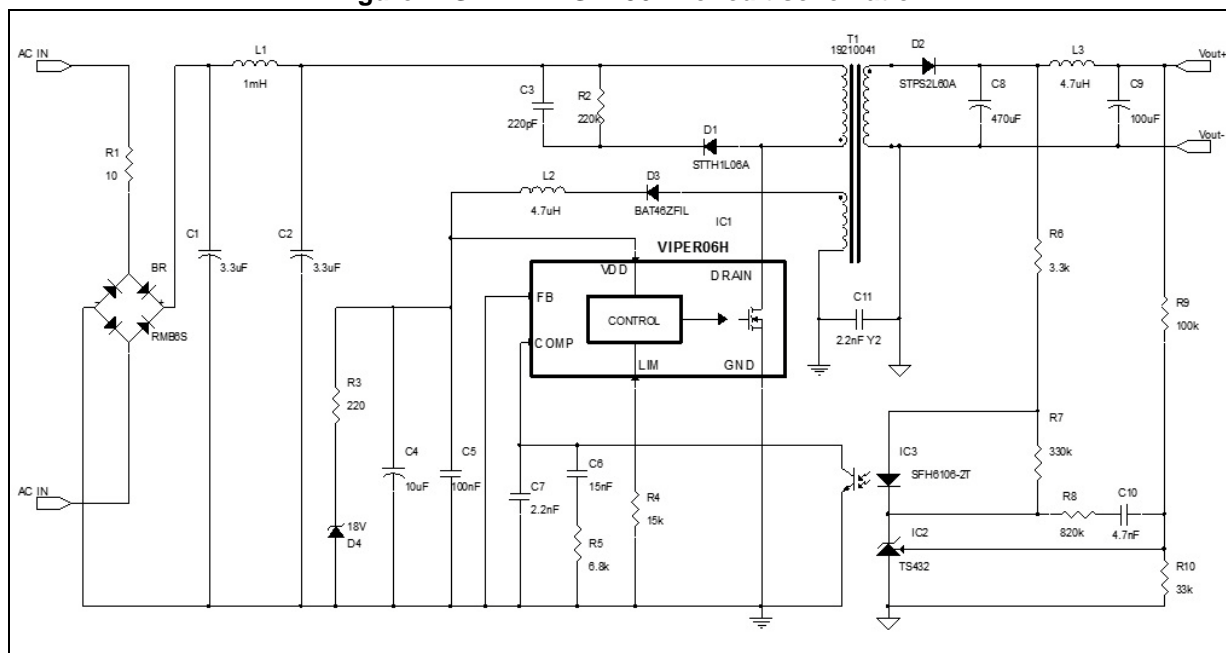 AC IN
L1
1mH
T1
19210041
D2
STPS2L60A
L3
4.7uH
Vout+
C3
220pF
R2
220k
C8
470uF
C9
100uF
R1
10
D1
STTH1L06A
Vout-
L2
4.7uH
D3
BAT46ZFIL
IC1
VIPER06H
C1
3.3uF
C2
3.3uF
BR
-
+
RMB6S
VDD
DRAIN
FB
CONTROL
COMP
LIM
GND
C11
2.2nF Y2
R6
3.3k
R9
100k
R3
220
R7
330k
IC3
SFH6106-2T
C4
10uF
C5
100nF
C7
2.2nF
C6
15nF
R4
15k
R8
820k
C10
4.7nF
AC IN
18V
D4
R5
6.8k
IC2
TS432
R10
33k